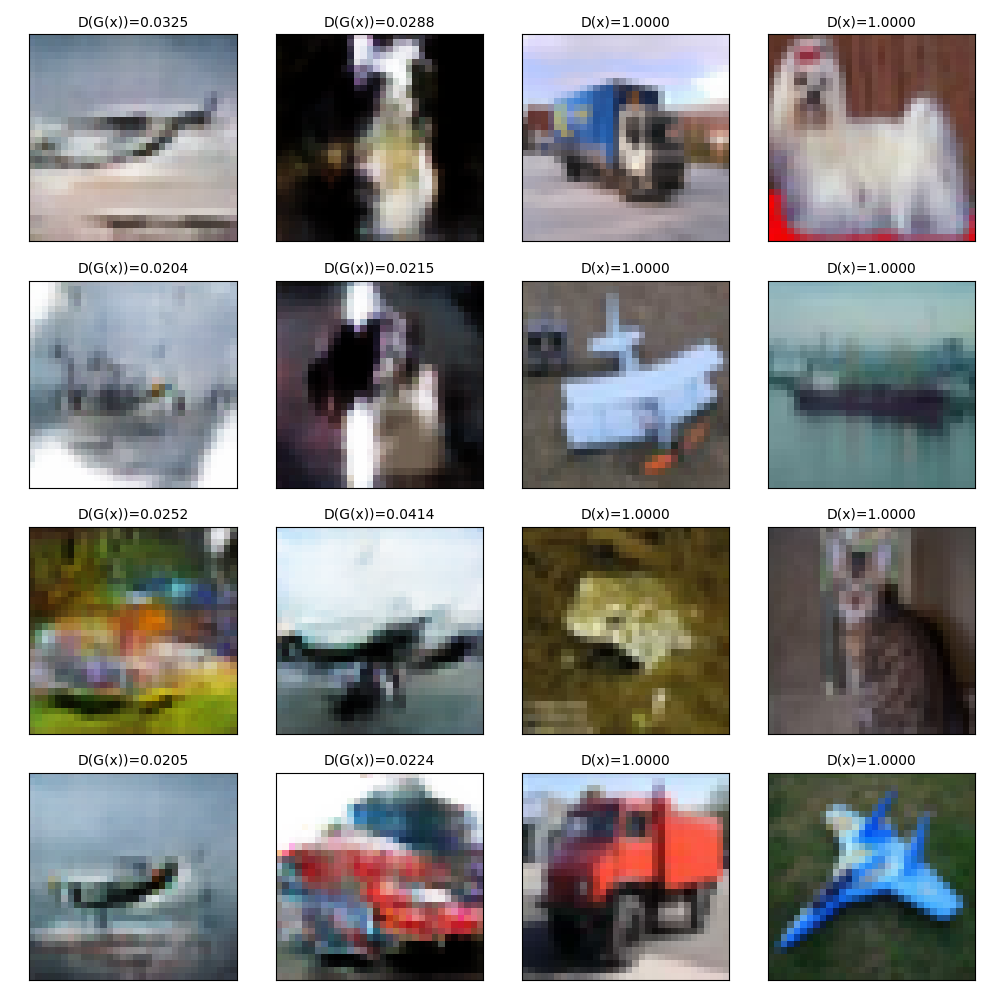 D(G(x))=0.0325 D(G(x))=0.0288 D(x)=1.0000 D(x)=1.0000
D(G(x))=0.0204 D(G(x))=0.0215 D(x)=1.0000 D(x)=1.0000
D(G(x))=0.0252 D(G(x))=0.0414 D(x)=1.0000 D(x)=1.0000
D(G(x))=0.0205 D(G(x))=0.0224 D(x)=1.0000 D(x)=1.0000